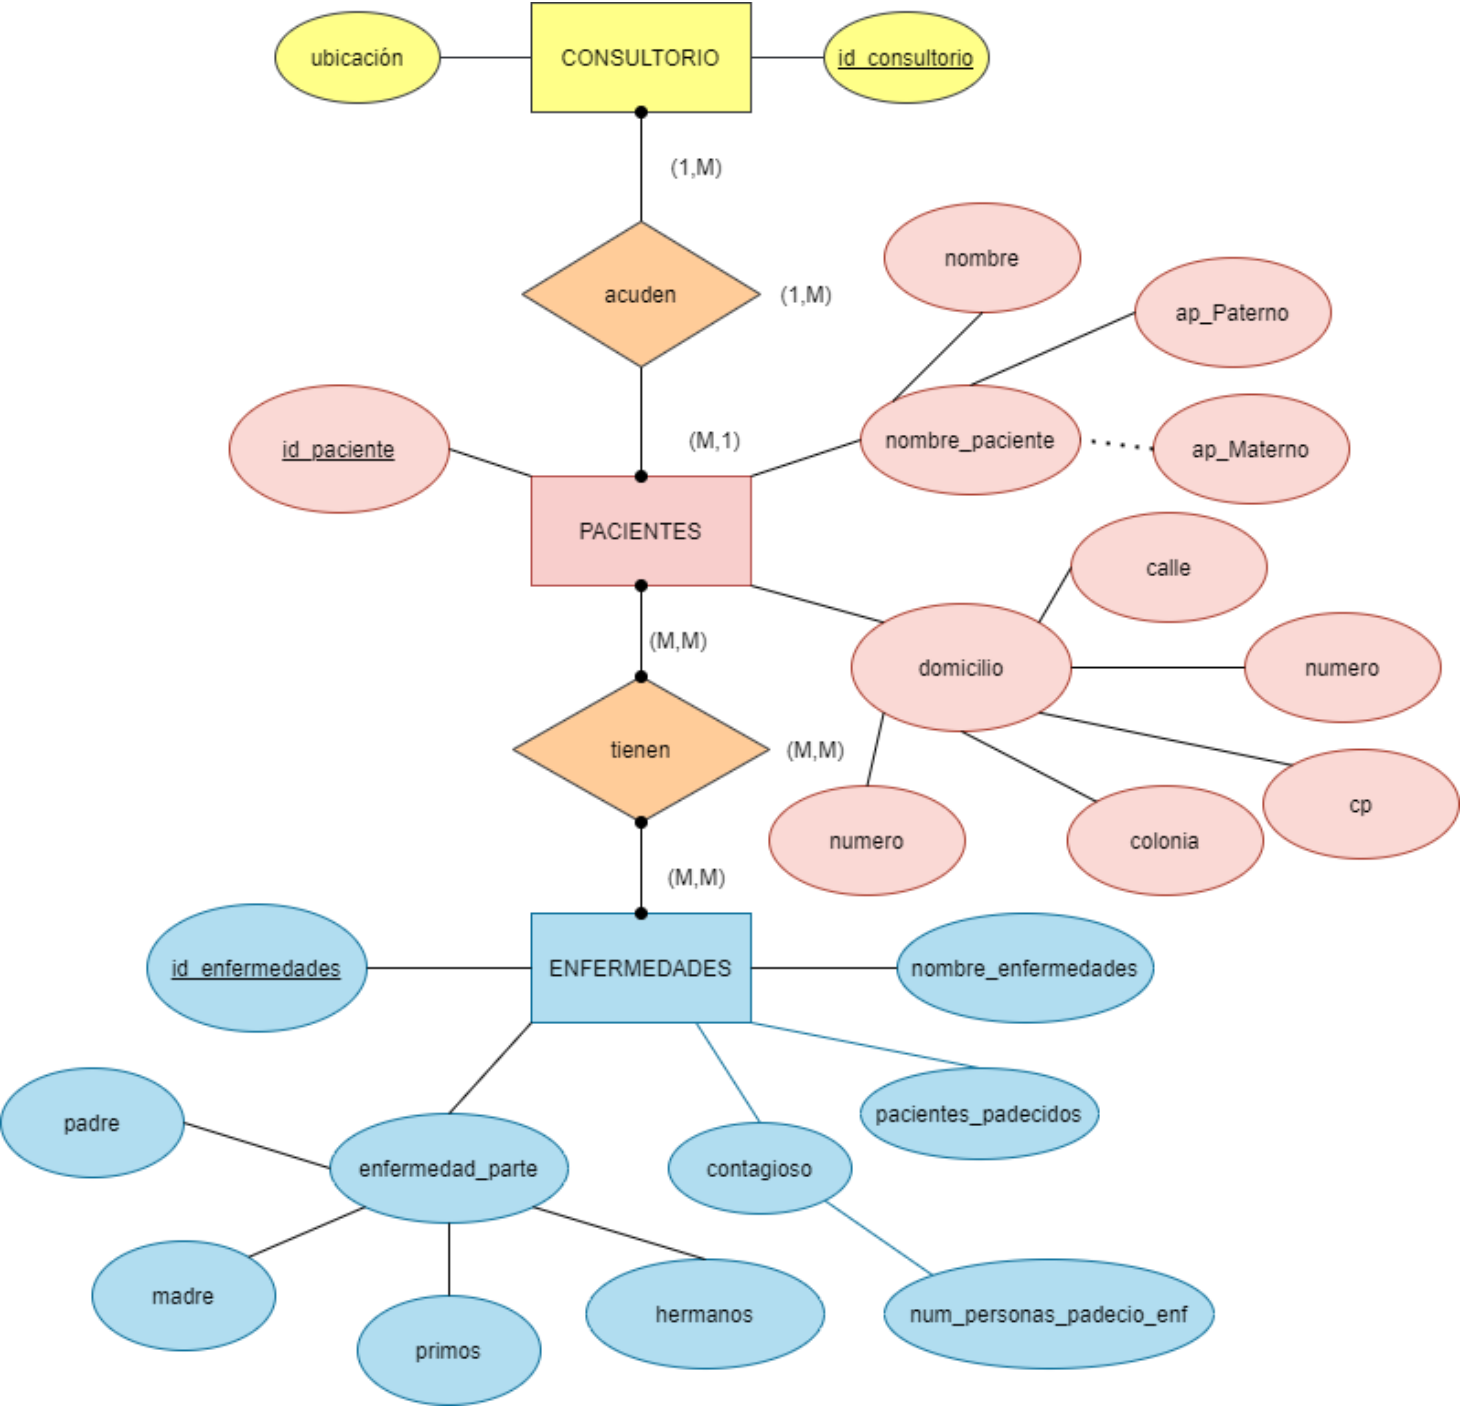 ubicación
CONSULTORIO
id_consultorio
(1,M)
acuden
(1,M)
nombre
ap_Paterno
id_paciente
(M,1)
nombre_paciente
ap_Materno
PACIENTES
calle
(M,M)
domicilio
numero
tienen
(M,M)
cp
numero
colonia
(M,M)
id_enfermedades
ENFERMEDADES
nombre_enfermedades
padre
pacientes_padecidos
enfermedad_parte
contagioso
madre
hermanos
num_personas_padecio_enf
primos